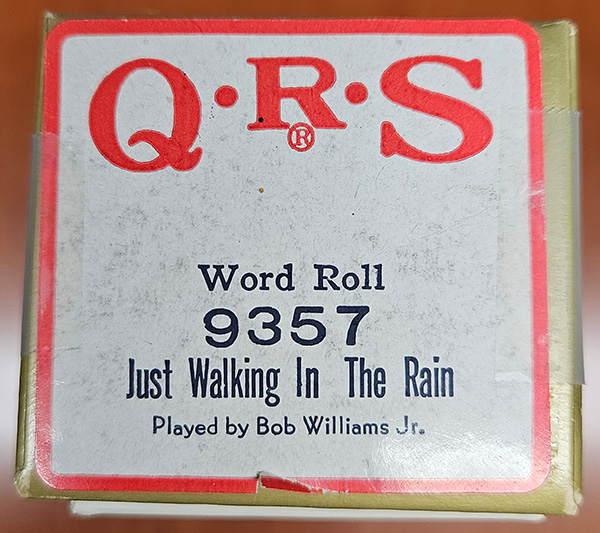 Q·R·S
®
Word Roll
9357
Just Walking In The Rain
Played by Bob Williams Jr.